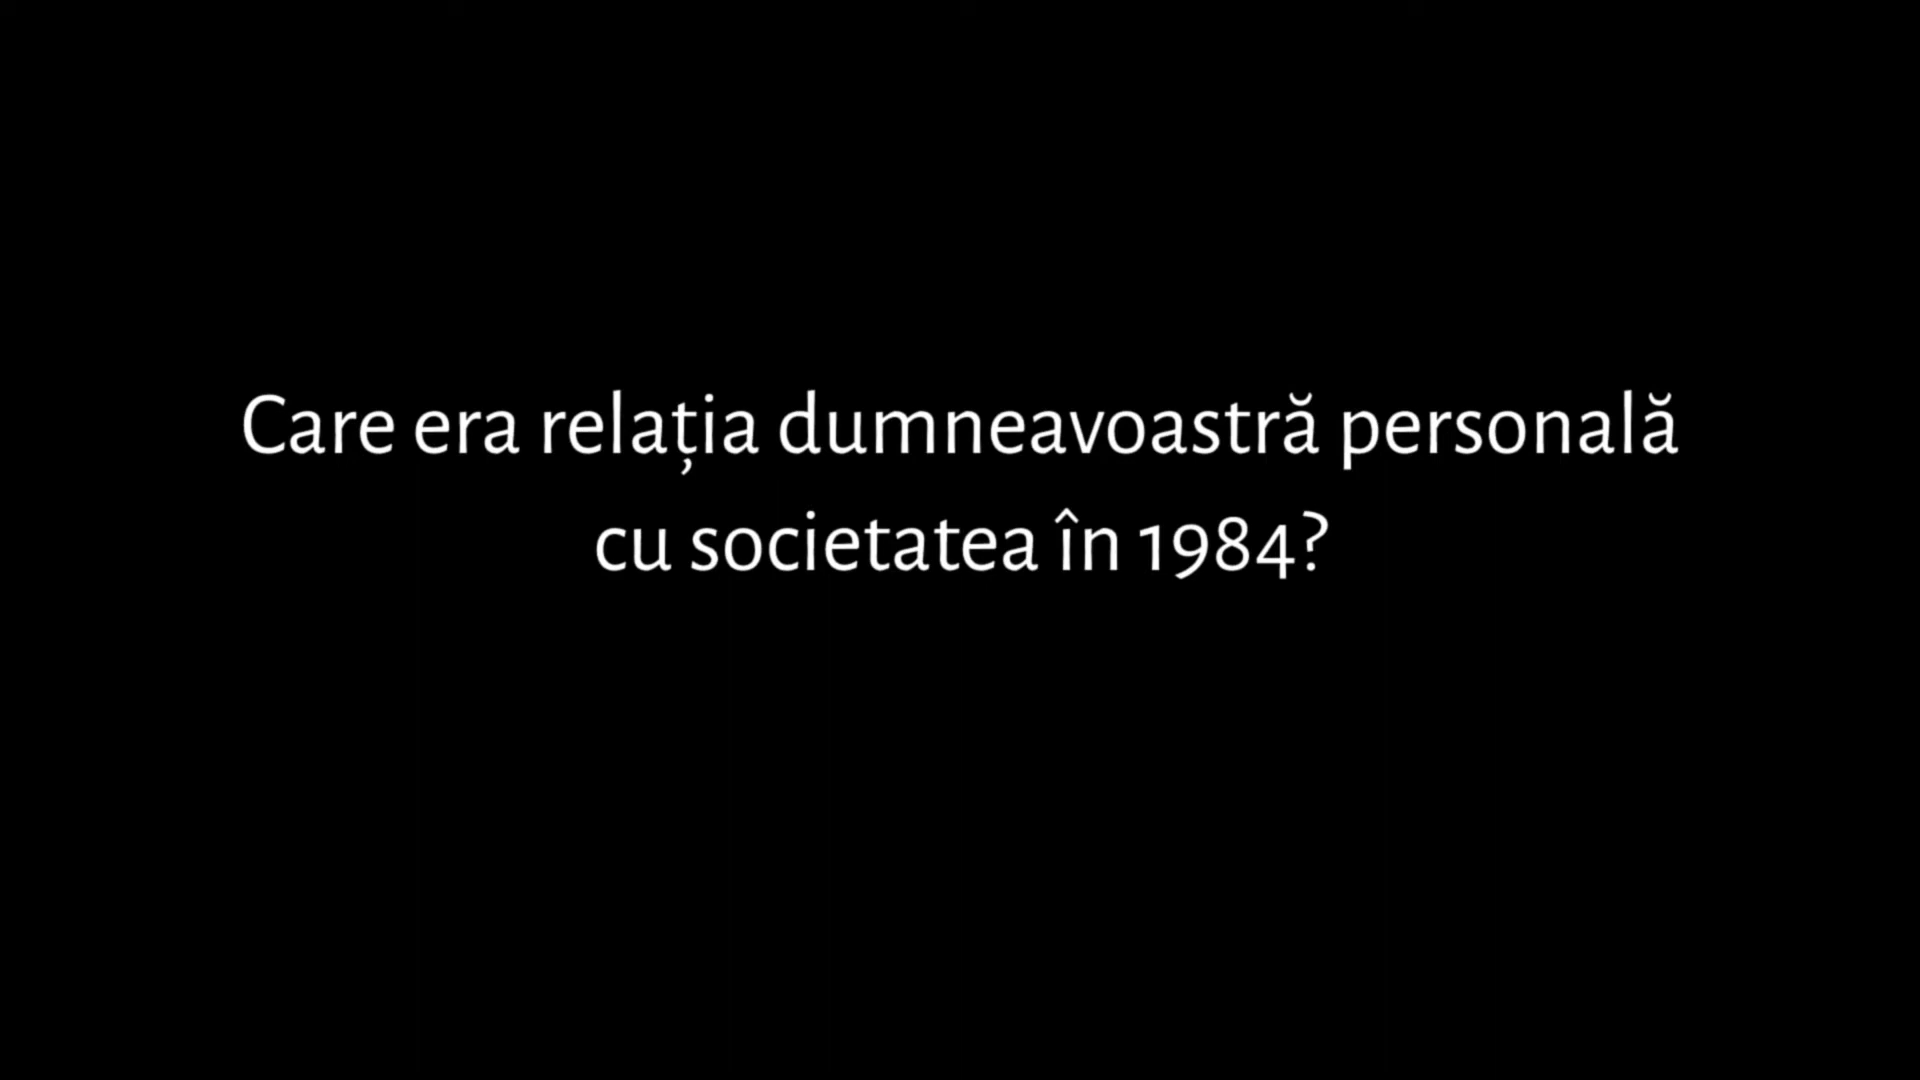 Care era relația dumneavoastră personală
cu societatea în 1984?